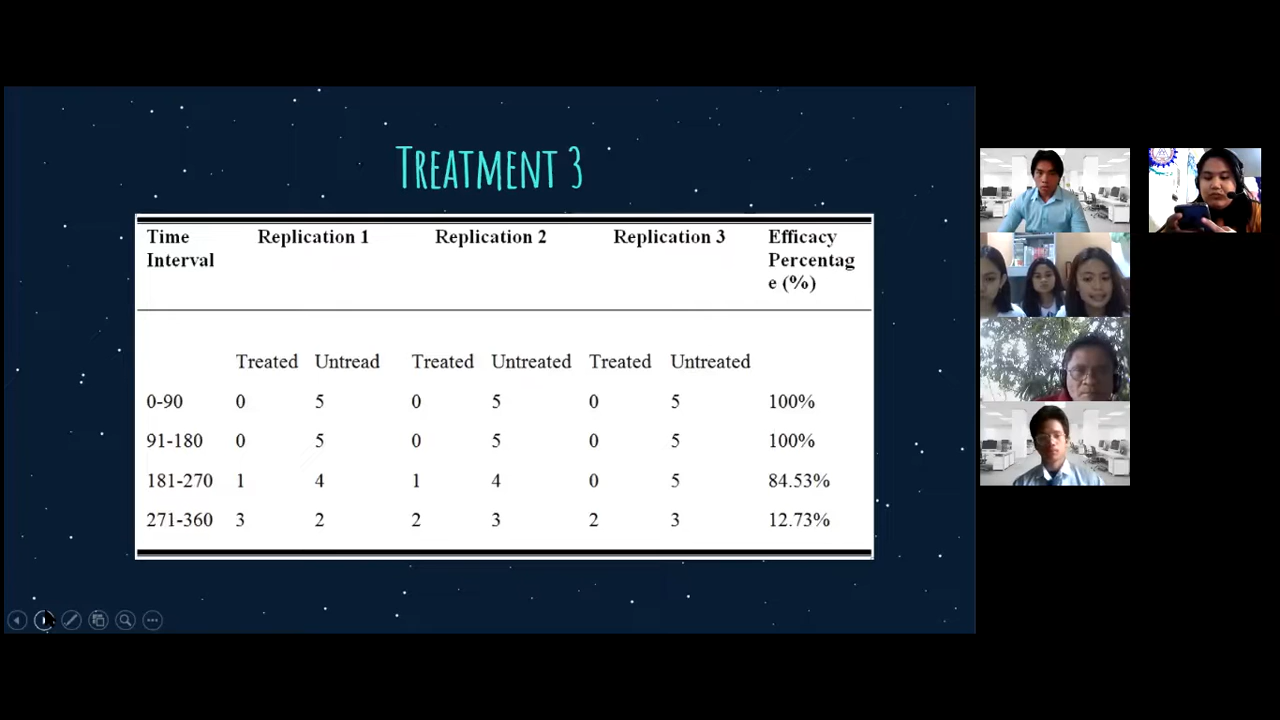 TREATMENT 3
Time Interval Replication 1 Replication 2 Replication 3 Efficacy Percentag e (%)
Treated Untread Treated Untreated Treated Untreated
0-90 0 5 0 5 0 5 100%
91-180 0 5 0 5 0 5 100%
181-270 1 4 1 4 0 5 84.53%
271-360 3 2 2 3 2 3 12.73%